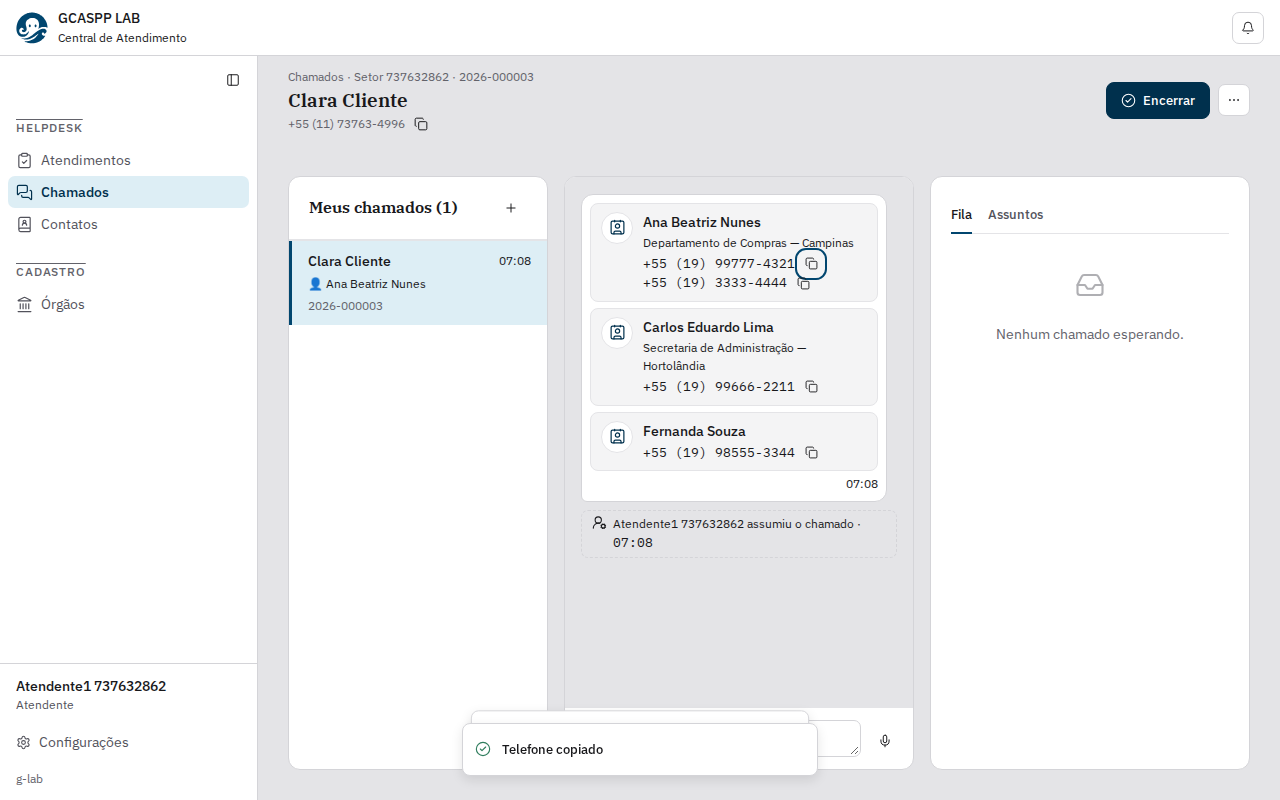 GCASPP LAB
Central de Atendimento
HELPDESK
Atendimentos
Chamados
Contatos
CADASTRO
Órgãos
Atendente1 737632862
Atendente
Configurações
g-lab
Chamados · Setor 737632862 · 2026-000003
Clara Cliente
+55 (11) 73763-4996
Encerrar
Meus chamados (1)
Clara Cliente 07:08
👤 Ana Beatriz Nunes
2026-000003
Ana Beatriz Nunes
Departamento de Compras — Campinas
+55 (19) 99777-4321
+55 (19) 3333-4444
Carlos Eduardo Lima
Secretaria de Administração —
Hortolândia
+55 (19) 99666-2211
Fernanda Souza
+55 (19) 98555-3344
07:08
Atendente1 737632862 assumiu o chamado ·
07:08
Telefone copiado
Fila Assuntos
Nenhum chamado esperando.